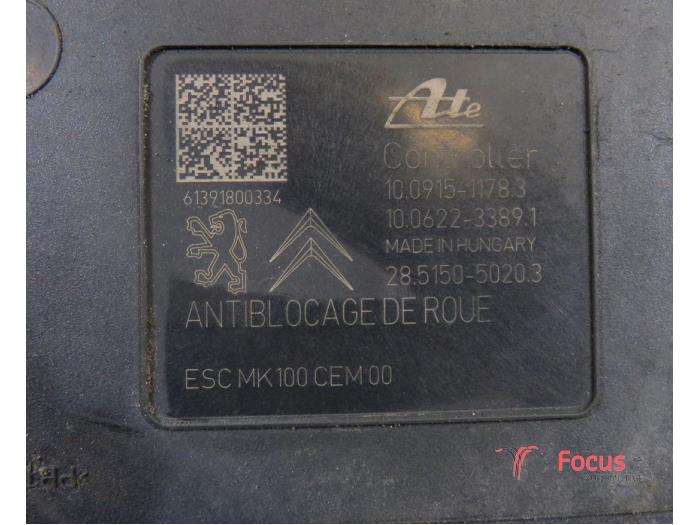 Ate
Controller
10.0915-1178.3
10.0622-3389.1
MADE IN HUNGARY
28.5150-5020.3
61391800334
ANTIBLOCAGE DE ROUE
ESC MK100 CEM 00
Focus
automotive